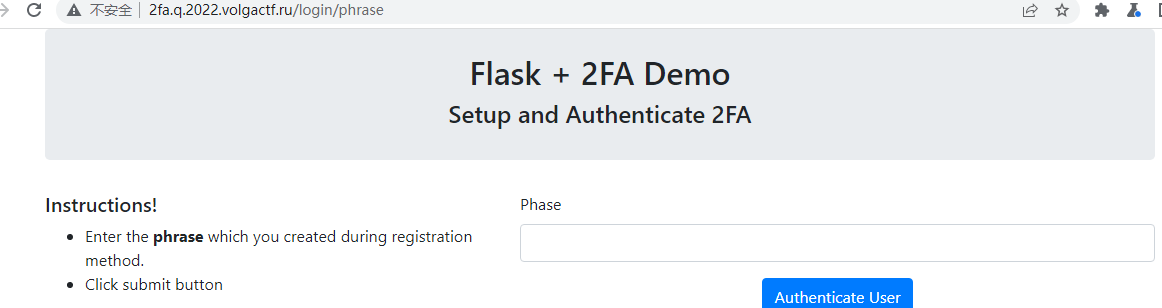 不安全 | 2fa.q.2022.volgactf.ru/login/phrase
Flask + 2FA Demo
Setup and Authenticate 2FA
Instructions!
Enter the phrase which you created during registration
method.
Click submit button
Phase
Authenticate User